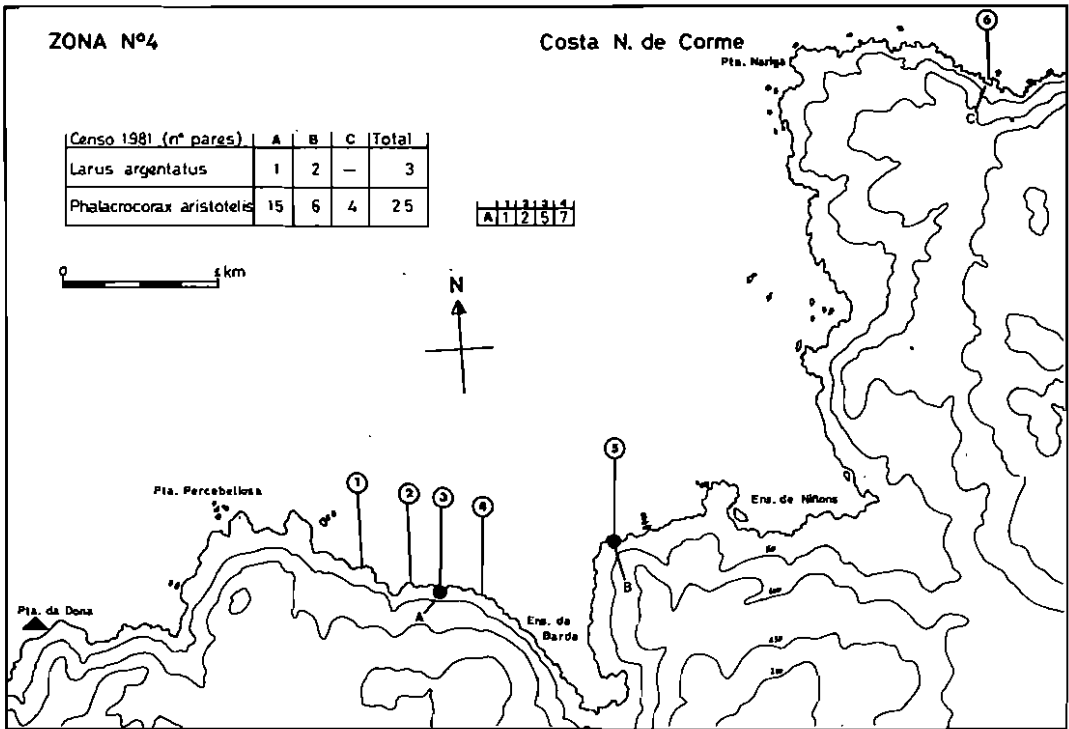 ZONA Nº4
Costa N. de Corme
6
Pta. Nariga
C
Censo 1981 (nº pares) A B C Total
Larus argentatus 1 2 — 3
Phalacrocorax aristotelis 15 6 4 25
1 2 3 4
A 1 2 5 7
0 km
N
5
Pta. Percebellosa
1
2
3
4
Ens. de Niñons
B
A
Pta. da Dona
Ens. da
Barda